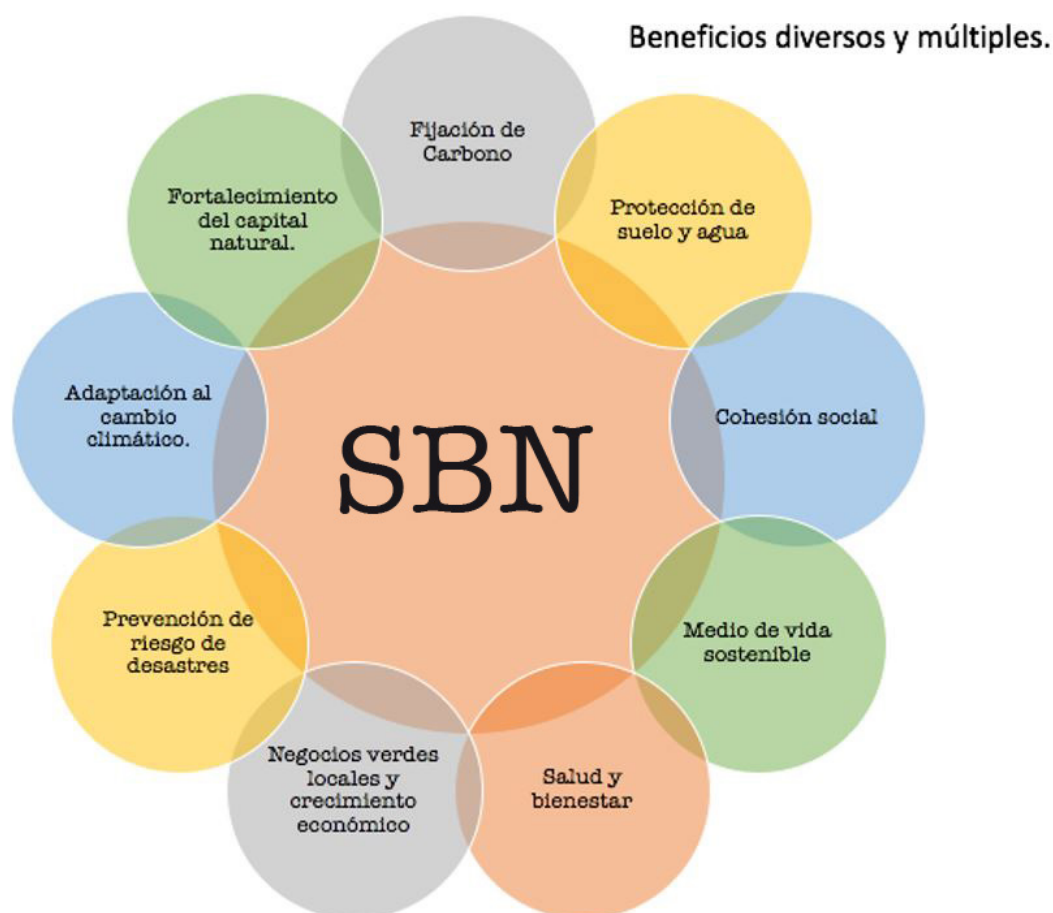 Beneficios diversos y múltiples.
Fijación de
Carbono
Protección de
suelo y agua
Cohesión social
Medio de vida
sostenible
Salud y
bienestar
Negocios verdes
locales y
crecimiento
económico
Prevención de
riesgo de
desastres
Adaptación al
cambio
climático.
Fortalecimiento
del capital
natural.
SBN